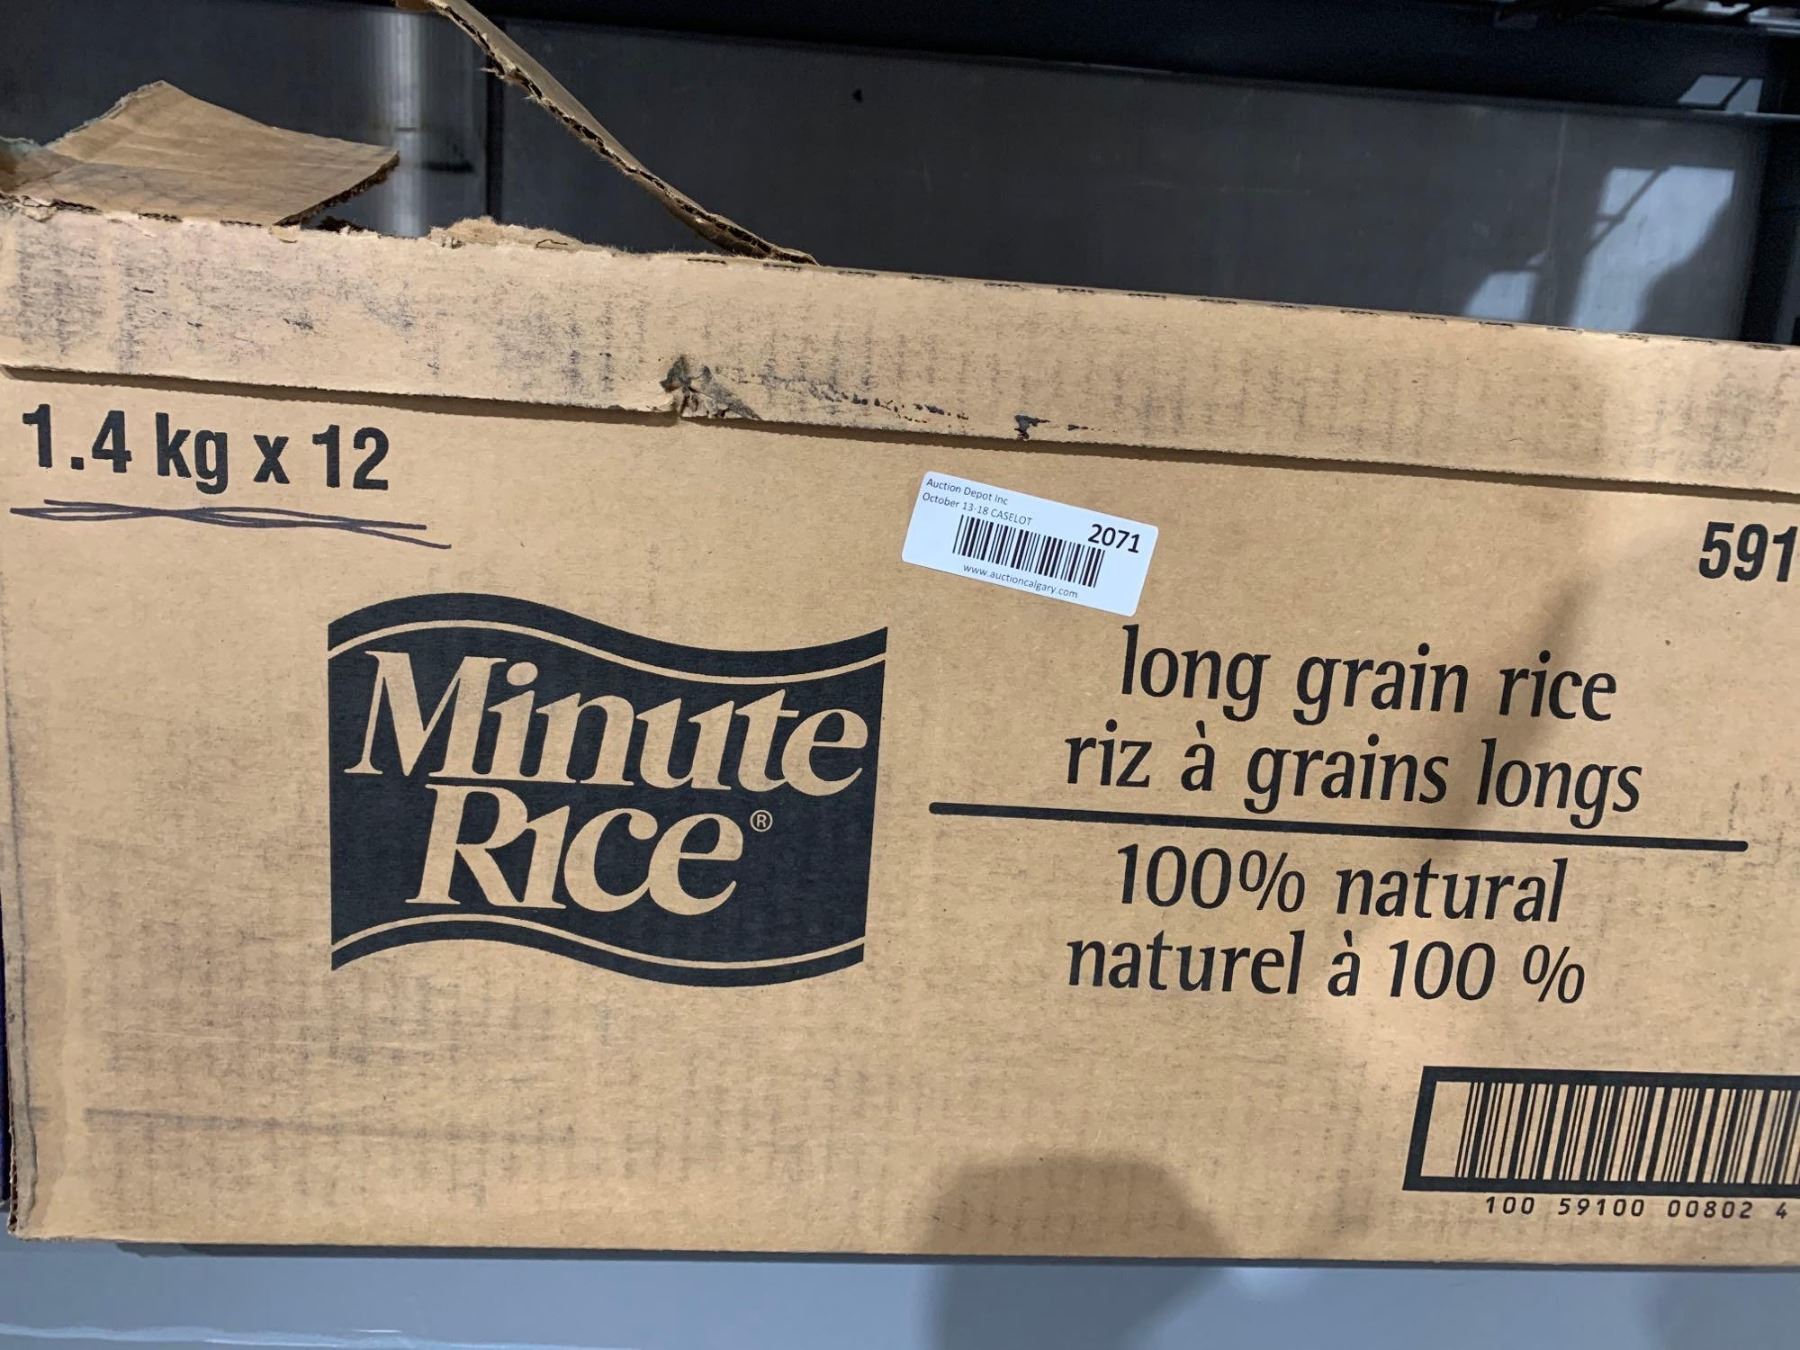 1.4 kg x 12
Auction Depot Inc
October 13-18 CASELOT
2071
www.auctioncalgary.com
591
Minute
Rice®
long grain rice
riz à grains longs
100% natural
naturel à 100 %
100 59100 00802 4